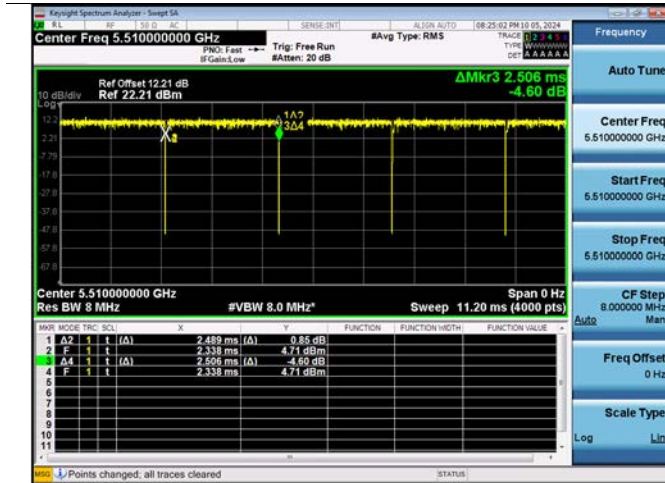 Keysight Spectrum Analyzer - Swept SA
RL RF 50 Ω AC SENSE:INT ALIGN AUTO 08:25:02 PM 10 05, 2024
Center Freq 5.510000000 GHz #Avg Type: RMS TRACE 1 2 3 4 5 6
PNO: Fast Trig: Free Run TYPE
IFGain:Low #Atten: 20 dB DET A A A A A A
ΔMkr3 2.506 ms
Ref Offset 12.21 dB
10 dB/div Ref 22.21 dBm -4.60 dB
Log
12.2
2.21
-7.79
-17.8
-27.8
-37.8
-47.8
-57.8
-67.8
1Δ2
3Δ4
Center 5.510000000 GHz Span 0 Hz
Res BW 8 MHz #VBW 8.0 MHz* Sweep 11.20 ms (4000 pts)
MKR MODE TRC SCL X Y FUNCTION FUNCTION WIDTH FUNCTION VALUE
1 Δ2 1 t (Δ) 2.489 ms (Δ) 0.85 dB
2 F 1 t 2.338 ms 4.71 dBm
3 Δ4 1 t (Δ) 2.506 ms (Δ) -4.60 dB
4 F 1 t 2.338 ms 4.71 dBm
5
6
7
8
9
10
11
MSG Points changed; all traces cleared STATUS
Frequency
Auto Tune
Center Freq
5.510000000 GHz
Start Freq
5.510000000 GHz
Stop Freq
5.510000000 GHz
CF Step
8.000000 MHz
Auto Man
Freq Offset
0 Hz
Scale Type
Log Lin